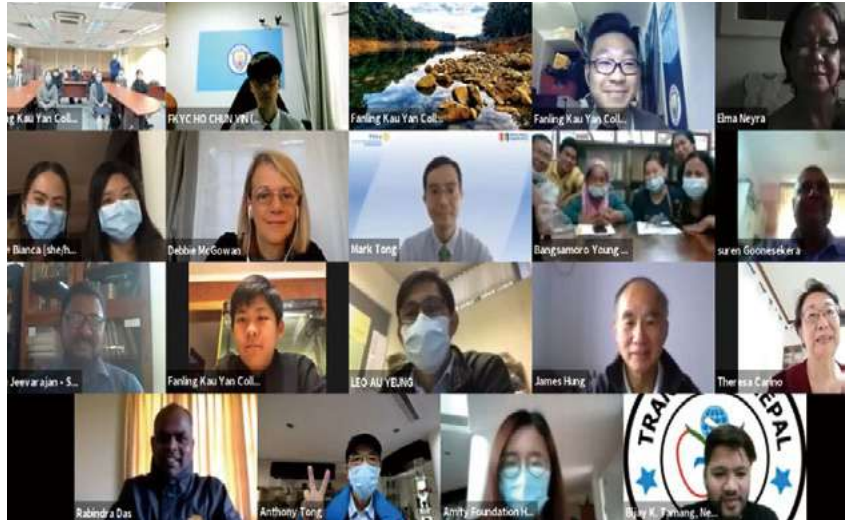 ng Kau Yan Coll...
FKYC HO CHUN YIN (...
Fanling Kau Yan Coll...
Fanling Kau Yan Coll...
Elma Neyra
e Bianca (she/h...
Debbie McGowan
Mark Tong
Bangsamoro Young ...
suren Goonesekera
Jeevarajan - S...
Fanling Kau Yan Coll...
LEO AU YEUNG
James Hung
Theresa Carino
Rabindra Das
Anthony Tong
Amity Foundation H...
Bijay K. Tamang, Ne...